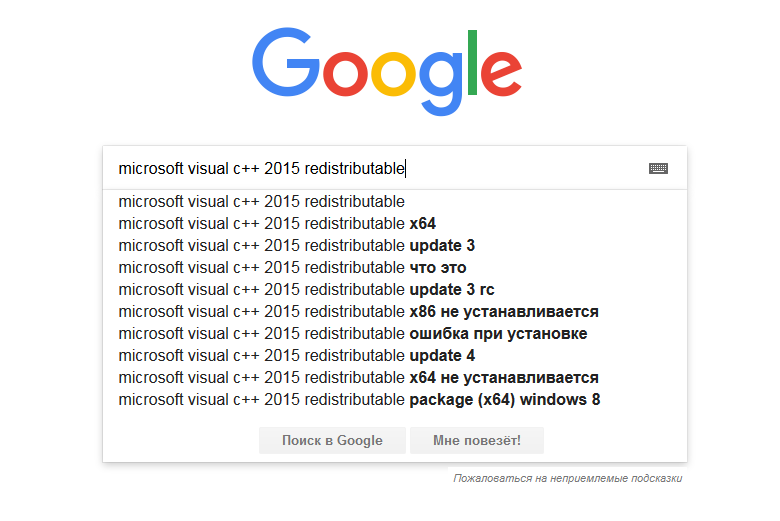 Google
microsoft visual c++ 2015 redistributable
microsoft visual c++ 2015 redistributable
microsoft visual c++ 2015 redistributable x64
microsoft visual c++ 2015 redistributable update 3
microsoft visual c++ 2015 redistributable что это
microsoft visual c++ 2015 redistributable update 3 rc
microsoft visual c++ 2015 redistributable x86 не устанавливается
microsoft visual c++ 2015 redistributable ошибка при установке
microsoft visual c++ 2015 redistributable update 4
microsoft visual c++ 2015 redistributable x64 не устанавливается
microsoft visual c++ 2015 redistributable package (x64) windows 8
Поиск в Google Мне повезёт!
Пожаловаться на неприемлемые подсказки